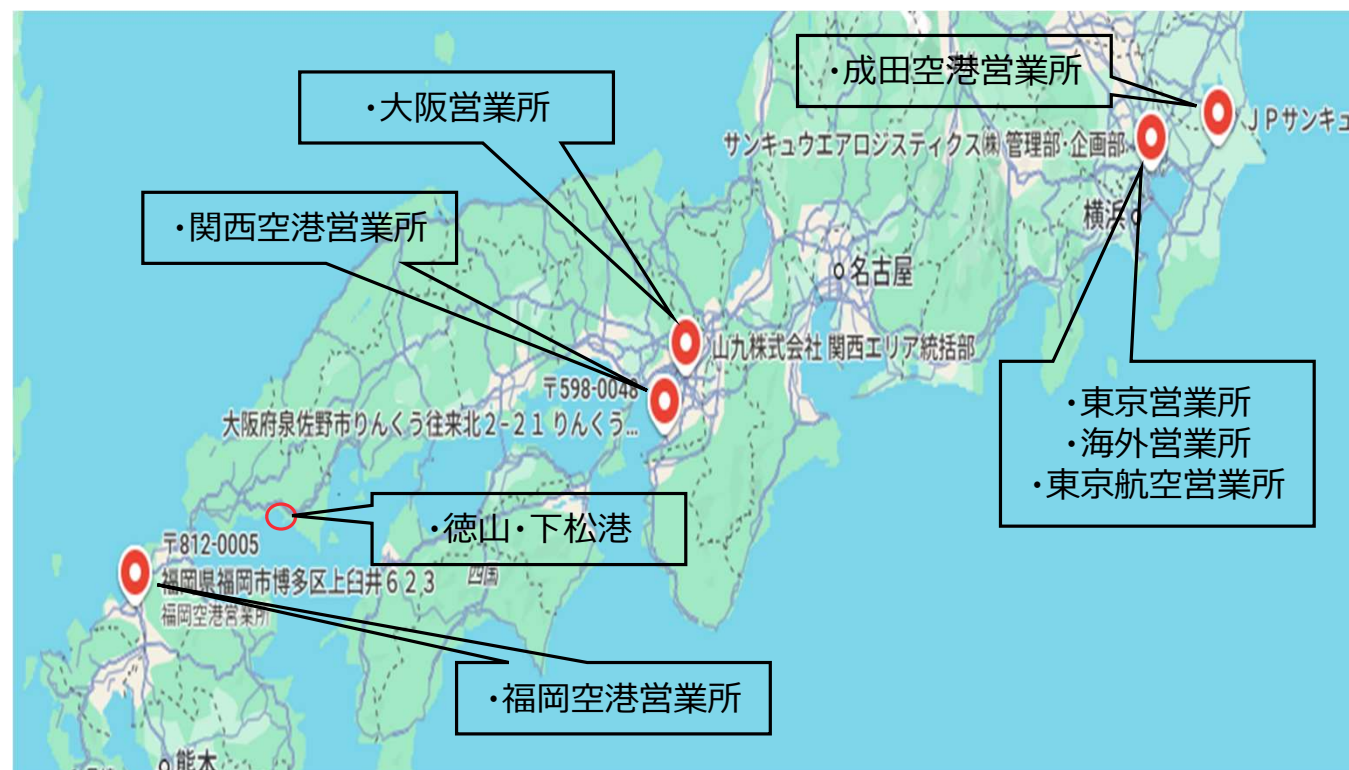 ・成田空港営業所
・大阪営業所
JPサンキュ
サンキュウエアロジスティクス㈱ 管理部・企画部
・関西空港営業所
横浜
名古屋
山九株式会社 関西エリア統括部
〒598-0048
大阪府泉佐野市りんくう往来北2-21 りんくう...
・東京営業所
・海外営業所
・東京航空営業所
・徳山・下松港
〒812-0005
福岡県福岡市博多区上臼井623
福岡空港営業所
四国
・福岡空港営業所
熊本